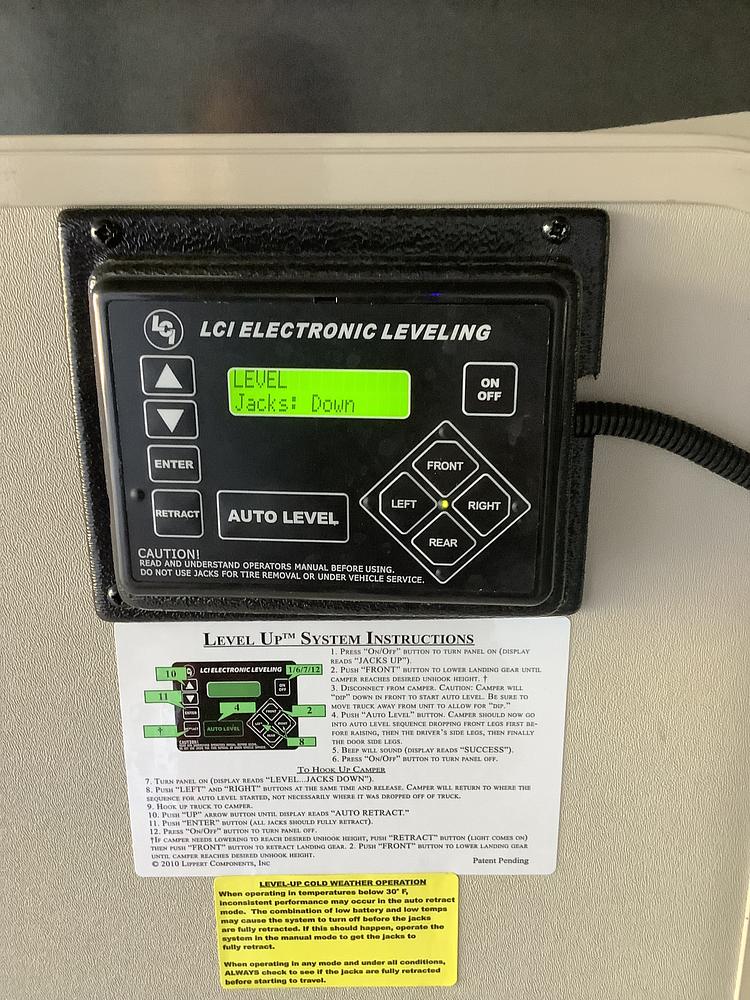 LCI
LCI ELECTRONIC LEVELING
LEVEL
Jacks: Down
ON
OFF
ENTER
RETRACT
AUTO LEVEL
FRONT
LEFT
RIGHT
REAR
CAUTION!
READ AND UNDERSTAND OPERATORS MANUAL BEFORE USING.
DO NOT USE JACKS FOR TIRE REMOVAL OR UNDER VEHICLE SERVICE.
LEVEL UP™ SYSTEM INSTRUCTIONS
10
LCI ELECTRONIC LEVELING
1/6/7/12
11
4
2
†
8
AUTO LEVEL
1. PRESS "ON/OFF" BUTTON TO TURN PANEL ON (DISPLAY
READS "JACKS UP").
2. PUSH "FRONT" BUTTON TO LOWER LANDING GEAR UNTIL
CAMPER REACHES DESIRED UNHOOK HEIGHT. †
3. DISCONNECT FROM CAMPER. CAUTION: CAMPER WILL
"DIP" DOWN IN FRONT TO START AUTO LEVEL. BE SURE TO
MOVE TRUCK AWAY FROM UNIT TO ALLOW FOR "DIP."
4. PUSH "AUTO LEVEL" BUTTON. CAMPER SHOULD NOW GO
INTO AUTO LEVEL SEQUENCE DROPPING FRONT LEGS FIRST BE-
FORE RAISING, THEN THE DRIVER'S SIDE LEGS, THEN FINALLY
THE DOOR SIDE LEGS.
5. BEEP WILL SOUND (DISPLAY READS "SUCCESS").
6. PRESS "ON/OFF" BUTTON TO TURN PANEL OFF.
TO HOOK UP CAMPER
7. TURN PANEL ON (DISPLAY READS "LEVEL...JACKS DOWN").
8. PUSH "LEFT" AND "RIGHT" BUTTONS AT THE SAME TIME AND RELEASE. CAMPER WILL RETURN TO WHERE THE
SEQUENCE FOR AUTO LEVEL STARTED, NOT NECESSARILY WHERE IT WAS DROPPED OFF OF TRUCK.
9. HOOK UP TRUCK TO CAMPER.
10. PUSH "UP" ARROW BUTTON UNTIL DISPLAY READS "AUTO RETRACT."
11. PUSH "ENTER" BUTTON (ALL JACKS SHOULD FULLY RETRACT).
12. PRESS "ON/OFF" BUTTON TO TURN PANEL OFF.
†IF CAMPER NEEDS LOWERING TO REACH DESIRED UNHOOK HEIGHT, PUSH "RETRACT" BUTTON (LIGHT COMES ON)
THEN PUSH "FRONT" BUTTON TO RETRACT LANDING GEAR. 2. PUSH "FRONT" BUTTON TO LOWER LANDING GEAR
UNTIL CAMPER REACHES DESIRED UNHOOK HEIGHT.
© 2010 LIPPERT COMPONENTS, INC
Patent Pending
LEVEL-UP COLD WEATHER OPERATION
When operating in temperatures below 30° F,
inconsistent performance may occur in the auto retract
mode. The combination of low battery and low temps
may cause the system to turn off before the jacks
are fully retracted. If this should happen, operate the
system in the manual mode to get the jacks to
fully retract.
When operating in any mode and under all conditions,
ALWAYS check to see if the jacks are fully retracted
before starting to travel.